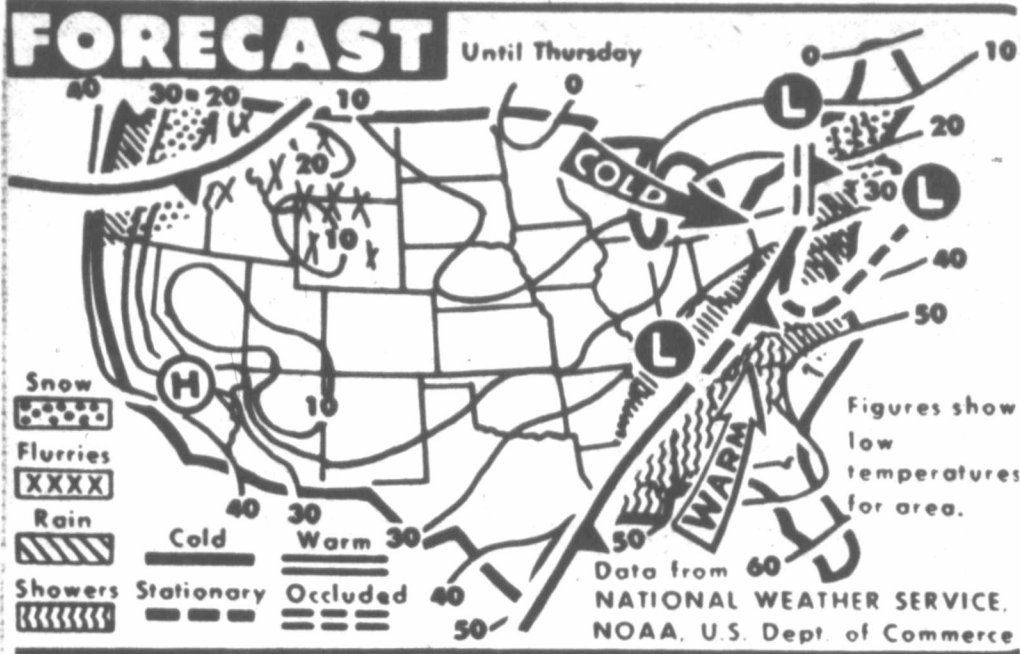 FORECAST Until Thursday
0 10
40 30 20 10 0
L
20
20
COLD
30 L
10
40
50
L
H
10
Snow
Flurries
XXXX
Rain
Showers
Cold Warm
Stationary Occluded
40 30 30 40 50
WARM
50
60
Figures show
low
temperatures
for area.
Data from
NATIONAL WEATHER SERVICE,
NOAA, U.S. Dept. of Commerce